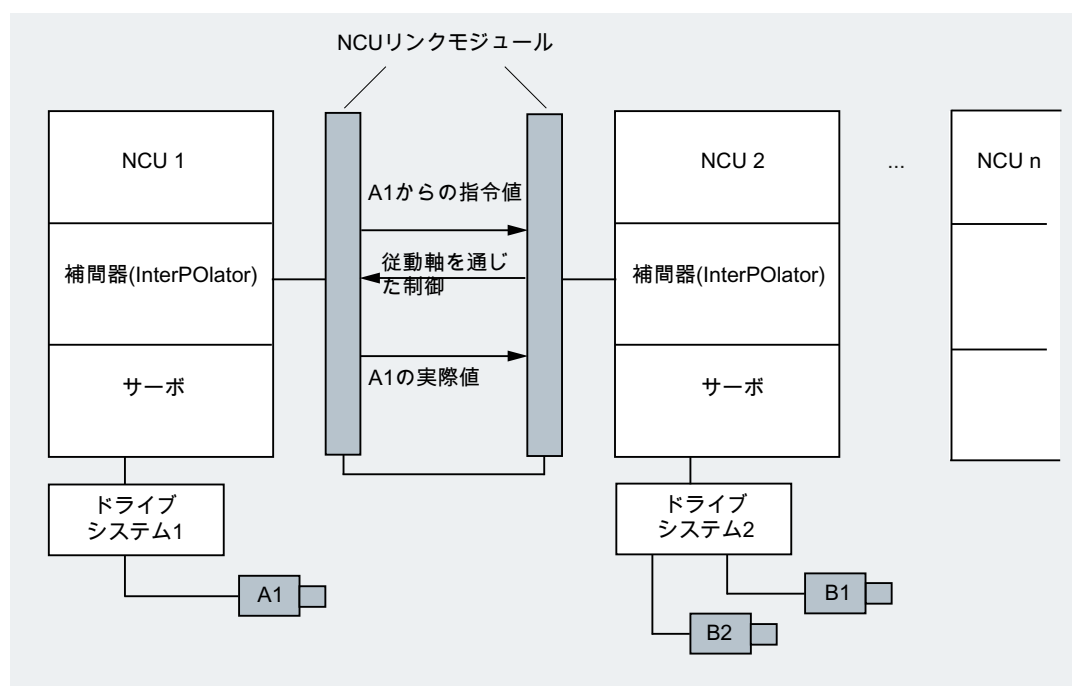 NCUリンクモジュール
NCU 1
NCU 2
...
NCU n
A1からの指令値
補間器(InterPOlator)
従動軸を通じ
た制御
補間器(InterPOlator)
サーボ
A1の実際値
サーボ
ドライブ
システム1
ドライブ
システム2
A1
B1
B2